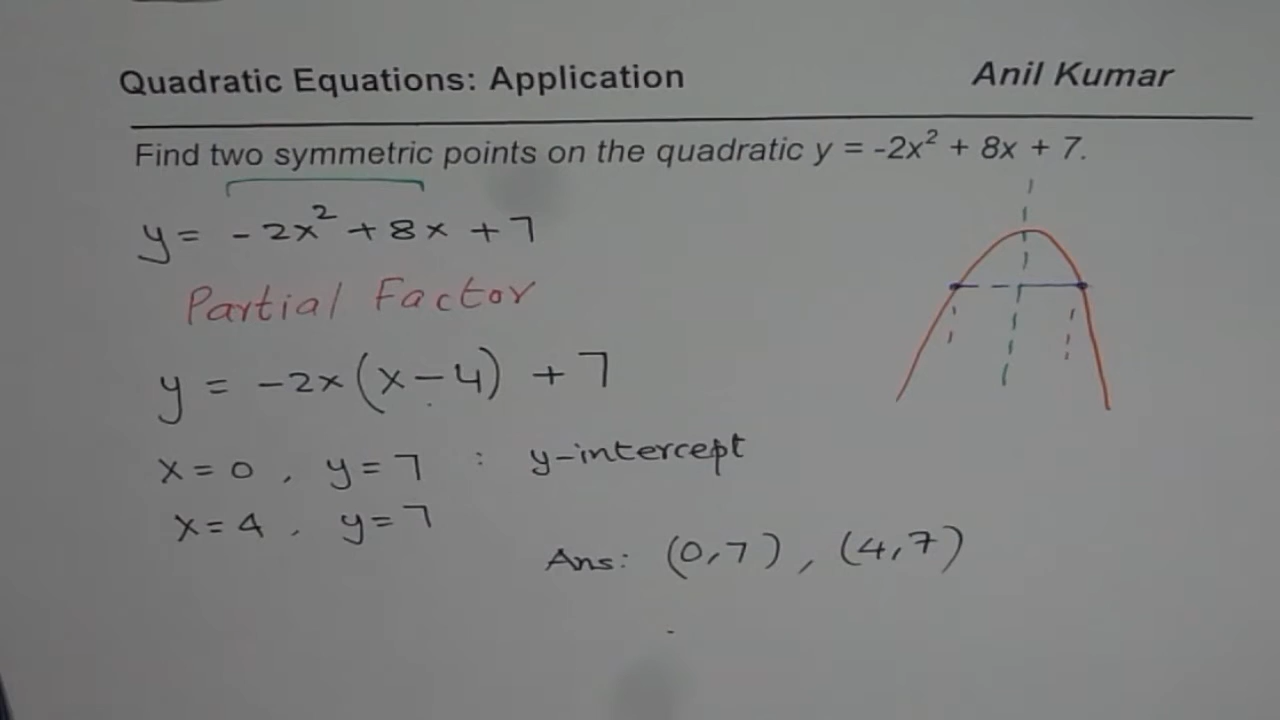 Quadratic Equations: Application Anil Kumar
Find two symmetric points on the quadratic y = -2x² + 8x + 7.
y = -2x² + 8x + 7
Partial Factor
y = -2x(x-4) + 7
x = 0 , y = 7 : y-intercept
x = 4 , y = 7
Ans: (0,7) , (4,7)